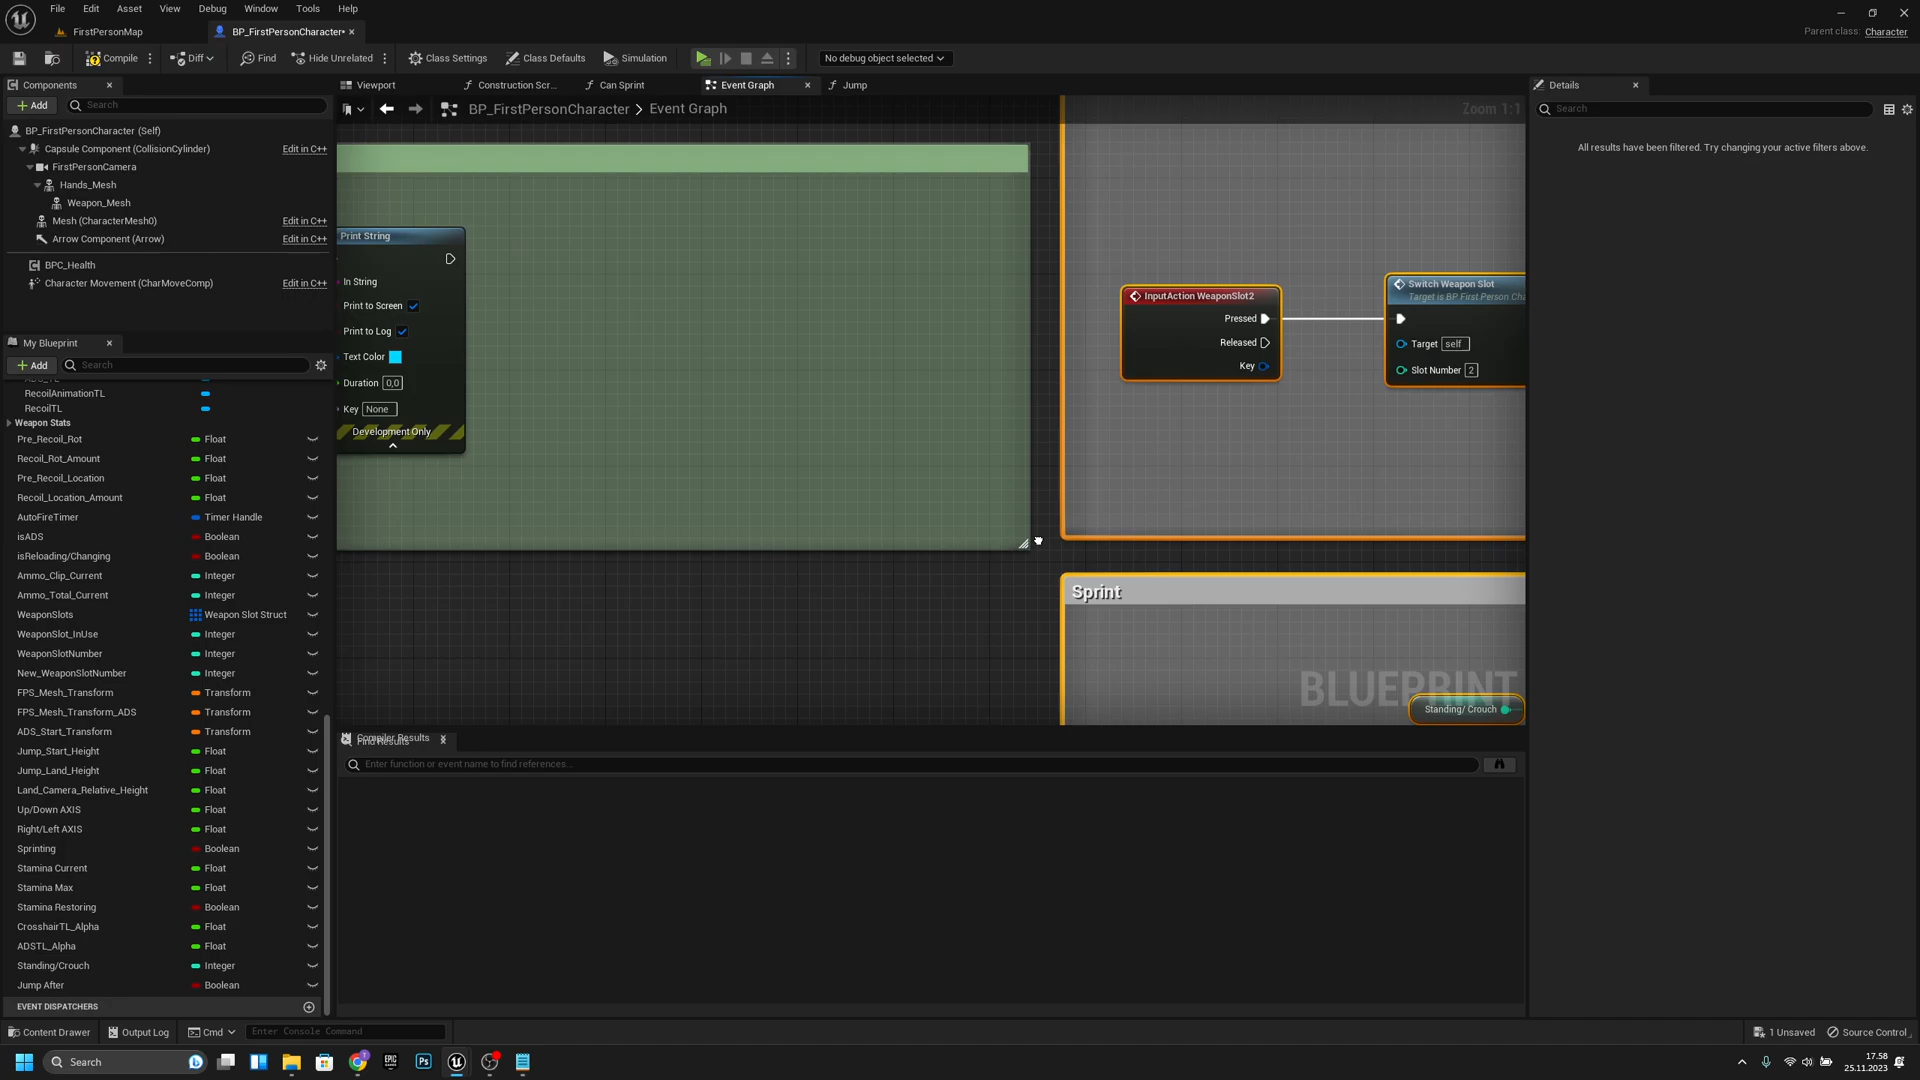 File Edit Asset View Debug Window Tools Help
FirstPersonMap BP_FirstPersonCharacter*
Parent class: Character
Compile Diff Find Hide Unrelated Class Settings Class Defaults Simulation No debug object selected
Components
Add Search
BP_FirstPersonCharacter (Self)
Capsule Component (CollisionCylinder) Edit in C++
FirstPersonCamera
Hands_Mesh
Weapon_Mesh
Mesh (CharacterMesh0) Edit in C++
Arrow Component (Arrow) Edit in C++
BPC_Health
Character Movement (CharMoveComp) Edit in C++
My Blueprint
Add Search
RecoilAnimationTL
RecoilTL
Weapon Stats
Pre_Recoil_Rot Float
Recoil_Rot_Amount Float
Pre_Recoil_Location Float
Recoil_Location_Amount Float
AutoFireTimer Timer Handle
isADS Boolean
isReloading/Changing Boolean
Ammo_Clip_Current Integer
Ammo_Total_Current Integer
WeaponSlots Weapon Slot Struct
WeaponSlot_InUse Integer
WeaponSlotNumber Integer
New_WeaponSlotNumber Integer
FPS_Mesh_Transform Transform
FPS_Mesh_Transform_ADS Transform
ADS_Start_Transform Transform
Jump_Start_Height Float
Jump_Land_Height Float
Land_Camera_Relative_Height Float
Up/Down AXIS Float
Right/Left AXIS Float
Sprinting Boolean
Stamina Current Float
Stamina Max Float
Stamina Restoring Boolean
CrosshairTL_Alpha Float
ADSTL_Alpha Float
Standing/Crouch Integer
Jump After Boolean
EVENT DISPATCHERS
Viewport Construction Scr... Can Sprint Event Graph Jump
BP_FirstPersonCharacter > Event Graph Zoom 1:1
Print String
In String
Print to Screen
Print to Log
Text Color
Duration 0,0
Key None
Development Only
InputAction WeaponSlot2
Pressed
Released
Key
Switch Weapon Slot
Target is BP First Person Cha
Target self
Slot Number 2
Sprint
BLUEPRINT
Standing/ Crouch
Compiler Results
Find Results
Enter function or event name to find references...
Details
Search
All results have been filtered. Try changing your active filters above.
Content Drawer Output Log Cmd Enter Console Command 1 Unsaved Source Control
Search
Ps
EPIC
17.58
25.11.2023